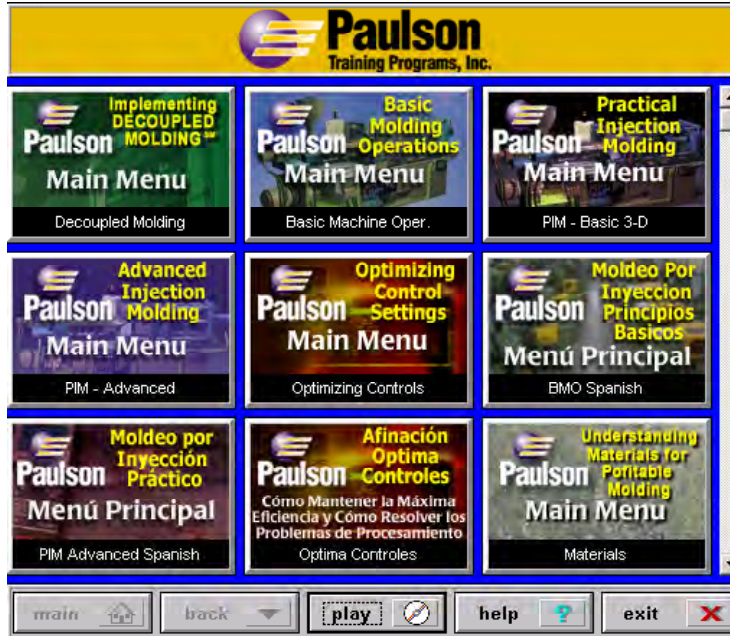 Paulson
Training Programs, Inc.
Implementing
DECOUPLED
MOLDING℠
Paulson
Main Menu
Decoupled Molding
Basic
Molding
Operations
Paulson
Main Menu
Basic Machine Oper.
Practical
Injection
Molding
Paulson
Main Menu
PIM - Basic 3-D
Advanced
Injection
Molding
Paulson
Main Menu
PIM - Advanced
Optimizing
Control
Settings
Paulson
Main Menu
Optimizing Controls
Moldeo Por
Inyeccion
Principios
Basicos
Paulson
Menú Principal
BMO Spanish
Moldeo por
Inyección
Práctico
Paulson
Menú Principal
PIM Advanced Spanish
Afinación
Optima
Controles
Paulson
Cómo Mantener la Máxima
Eficiencia y Cómo Resolver los
Problemas de Procesamiento
Optima Controles
Understanding
Materials for
Pofitable
Molding
Paulson
Main Menu
Materials
main back play help ? exit X